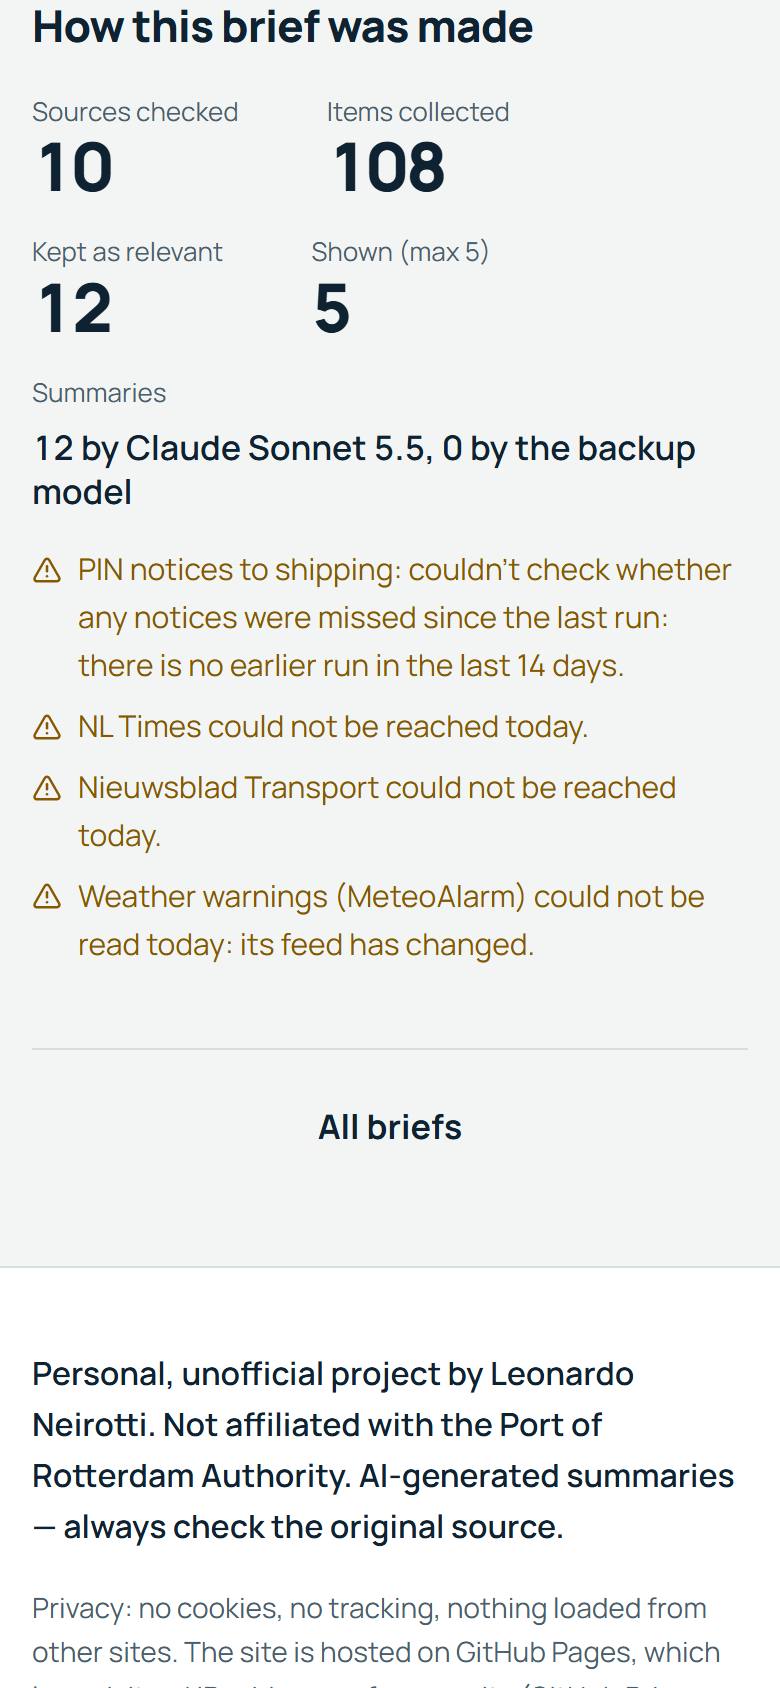 How this brief was made
Sources checked
Items collected
10
108
Kept as relevant
Shown (max 5)
12
5
Summaries
12 by Claude Sonnet 5.5, 0 by the backup
model
PIN notices to shipping: couldn’t check whether
any notices were missed since the last run:
there is no earlier run in the last 14 days.
NL Times could not be reached today.
Nieuwsblad Transport could not be reached
today.
Weather warnings (MeteoAlarm) could not be
read today: its feed has changed.
All briefs
Personal, unofficial project by Leonardo
Neirotti. Not affiliated with the Port of
Rotterdam Authority. AI-generated summaries
— always check the original source.
Privacy: no cookies, no tracking, nothing loaded from
other sites. The site is hosted on GitHub Pages, which